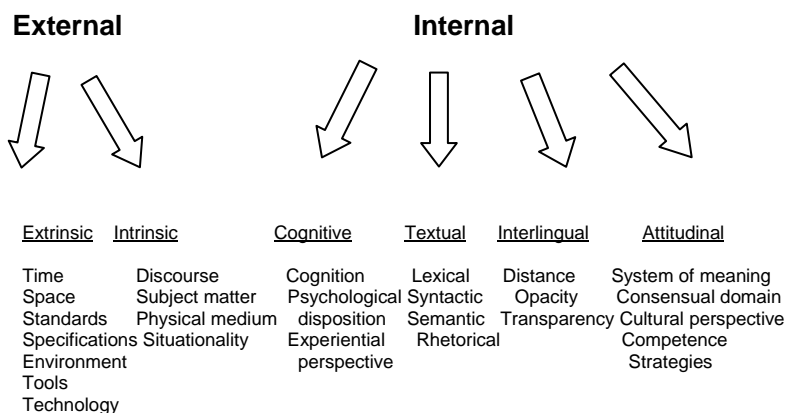 External Internal
Extrinsic Intrinsic Cognitive Textual Interlingual Attitudinal
Time Discourse Cognition Lexical Distance System of meaning
Space Subject matter Psychological Syntactic Opacity Consensual domain
Standards Physical medium disposition Semantic Transparency Cultural perspective
Specifications Situationality Experiential Rhetorical Competence
Environment perspective Strategies
Tools
Technology